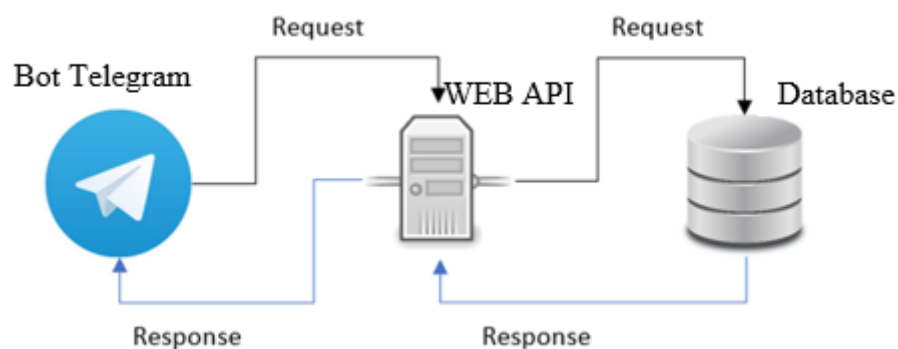 Request
Request
Bot Telegram
WEB API
Database
Response
Response